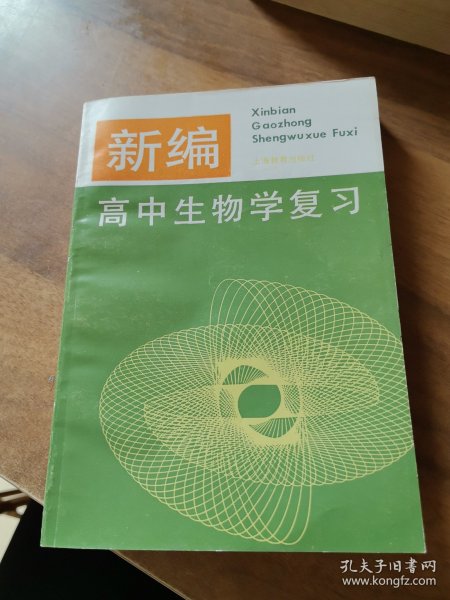 新编
Xinbian
Gaozhong
Shengwuxue Fuxi
上海教育出版社
高中生物学复习
孔夫子旧书网
www.kongfz.com